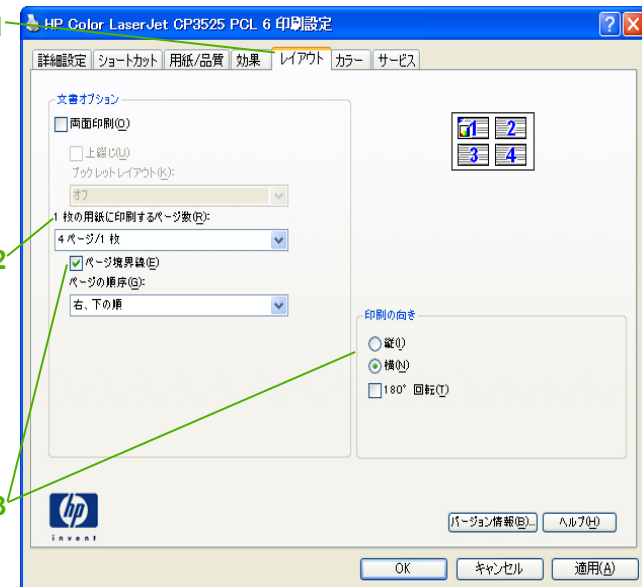 1
HP Color LaserJet CP3525 PCL 6 印刷設定
詳細設定 ショートカット 用紙/品質 効果 レイアウト カラー サービス
文書オプション
両面印刷(O)
上綴じ(U)
ブックレットレイアウト(K):
オフ
1 枚の用紙に印刷するページ数(R):
4 ページ/1 枚
2
ページ境界線(E)
ページの順序(G):
右、下の順
1 2
3 4
印刷の向き
縦(I)
横(N)
180° 回転(T)
3
hp
invent
バージョン情報(B)... ヘルプ(H)
OK キャンセル 適用(A)